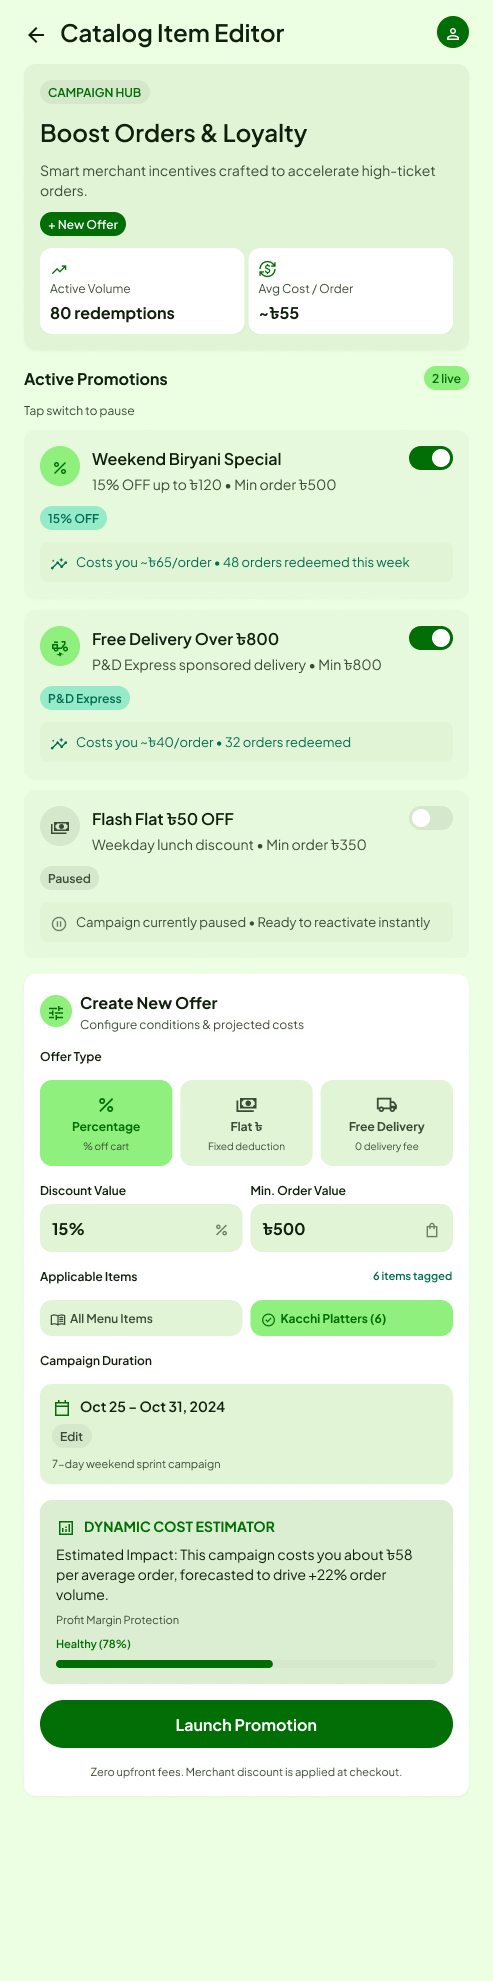 Catalog Item Editor
CAMPAIGN HUB
Boost Orders & Loyalty
Smart merchant incentives crafted to accelerate high-ticket
orders.
+ New Offer
Active Volume
80 redemptions
Avg Cost / Order
~৳55
Active Promotions
2 live
Tap switch to pause
Weekend Biryani Special
15% OFF up to ৳120 • Min order ৳500
15% OFF
Costs you ~৳65/order • 48 orders redeemed this week
Free Delivery Over ৳800
P&D Express sponsored delivery • Min ৳800
P&D Express
Costs you ~৳40/order • 32 orders redeemed
Flash Flat ৳50 OFF
Weekday lunch discount • Min order ৳350
Paused
Campaign currently paused • Ready to reactivate instantly
Create New Offer
Configure conditions & projected costs
Offer Type
Percentage
% off cart
Flat ৳
Fixed deduction
Free Delivery
0 delivery fee
Discount Value
Min. Order Value
15%
৳500
Applicable Items
6 items tagged
All Menu Items
Kacchi Platters (6)
Campaign Duration
Oct 25 – Oct 31, 2024
Edit
7-day weekend sprint campaign
DYNAMIC COST ESTIMATOR
Estimated Impact: This campaign costs you about ৳58
per average order, forecasted to drive +22% order
volume.
Profit Margin Protection
Healthy (78%)
Launch Promotion
Zero upfront fees. Merchant discount is applied at checkout.